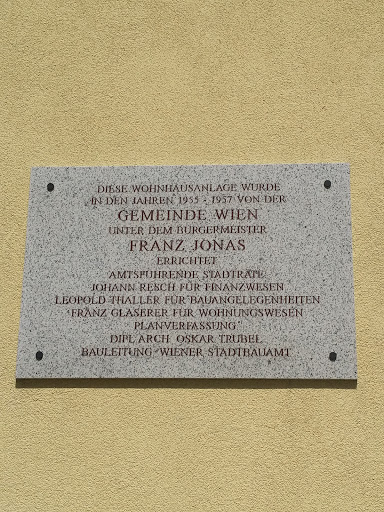 DIESE WOHNHAUSANLAGE WURDE
IN DEN JAHREN 1955 - 1957 VON DER
GEMEINDE WIEN
UNTER DEM BÜRGERMEISTER
FRANZ JONAS
ERRICHTET
AMTSFÜHRENDE STADTRÄTE:
JOHANN RESCH FÜR FINANZWESEN
LEOPOLD THALLER FÜR BAUANGELEGENHEITEN
FRANZ GLASERER FÜR WOHNUNGSWESEN
PLANVERFASSUNG:
DIPL. ARCH. OSKAR TRUBEL
BAULEITUNG: WIENER STADTBAUAMT